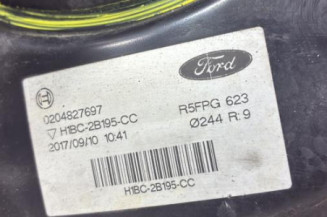 Ford
0204827697
▽ H1BC-2B195-CC
2017/09/10 10:41
R5FPG 623
Ø244 R:9
H1BC-2B195-CC